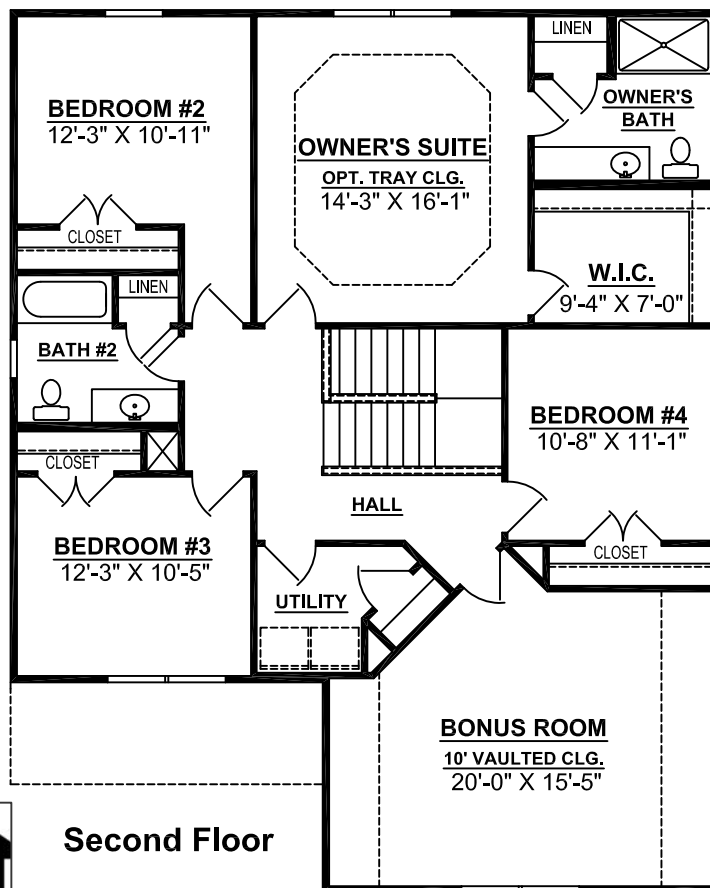 LINEN
BEDROOM #2
12'-3" X 10'-11"
OWNER'S
BATH
OWNER'S SUITE
OPT. TRAY CLG.
14'-3" X 16'-1"
CLOSET
W.I.C.
9'-4" X 7'-0"
LINEN
BATH #2
BEDROOM #4
10'-8" X 11'-1"
CLOSET
HALL
BEDROOM #3
12'-3" X 10'-5"
CLOSET
UTILITY
BONUS ROOM
10' VAULTED CLG.
20'-0" X 15'-5"
Second Floor